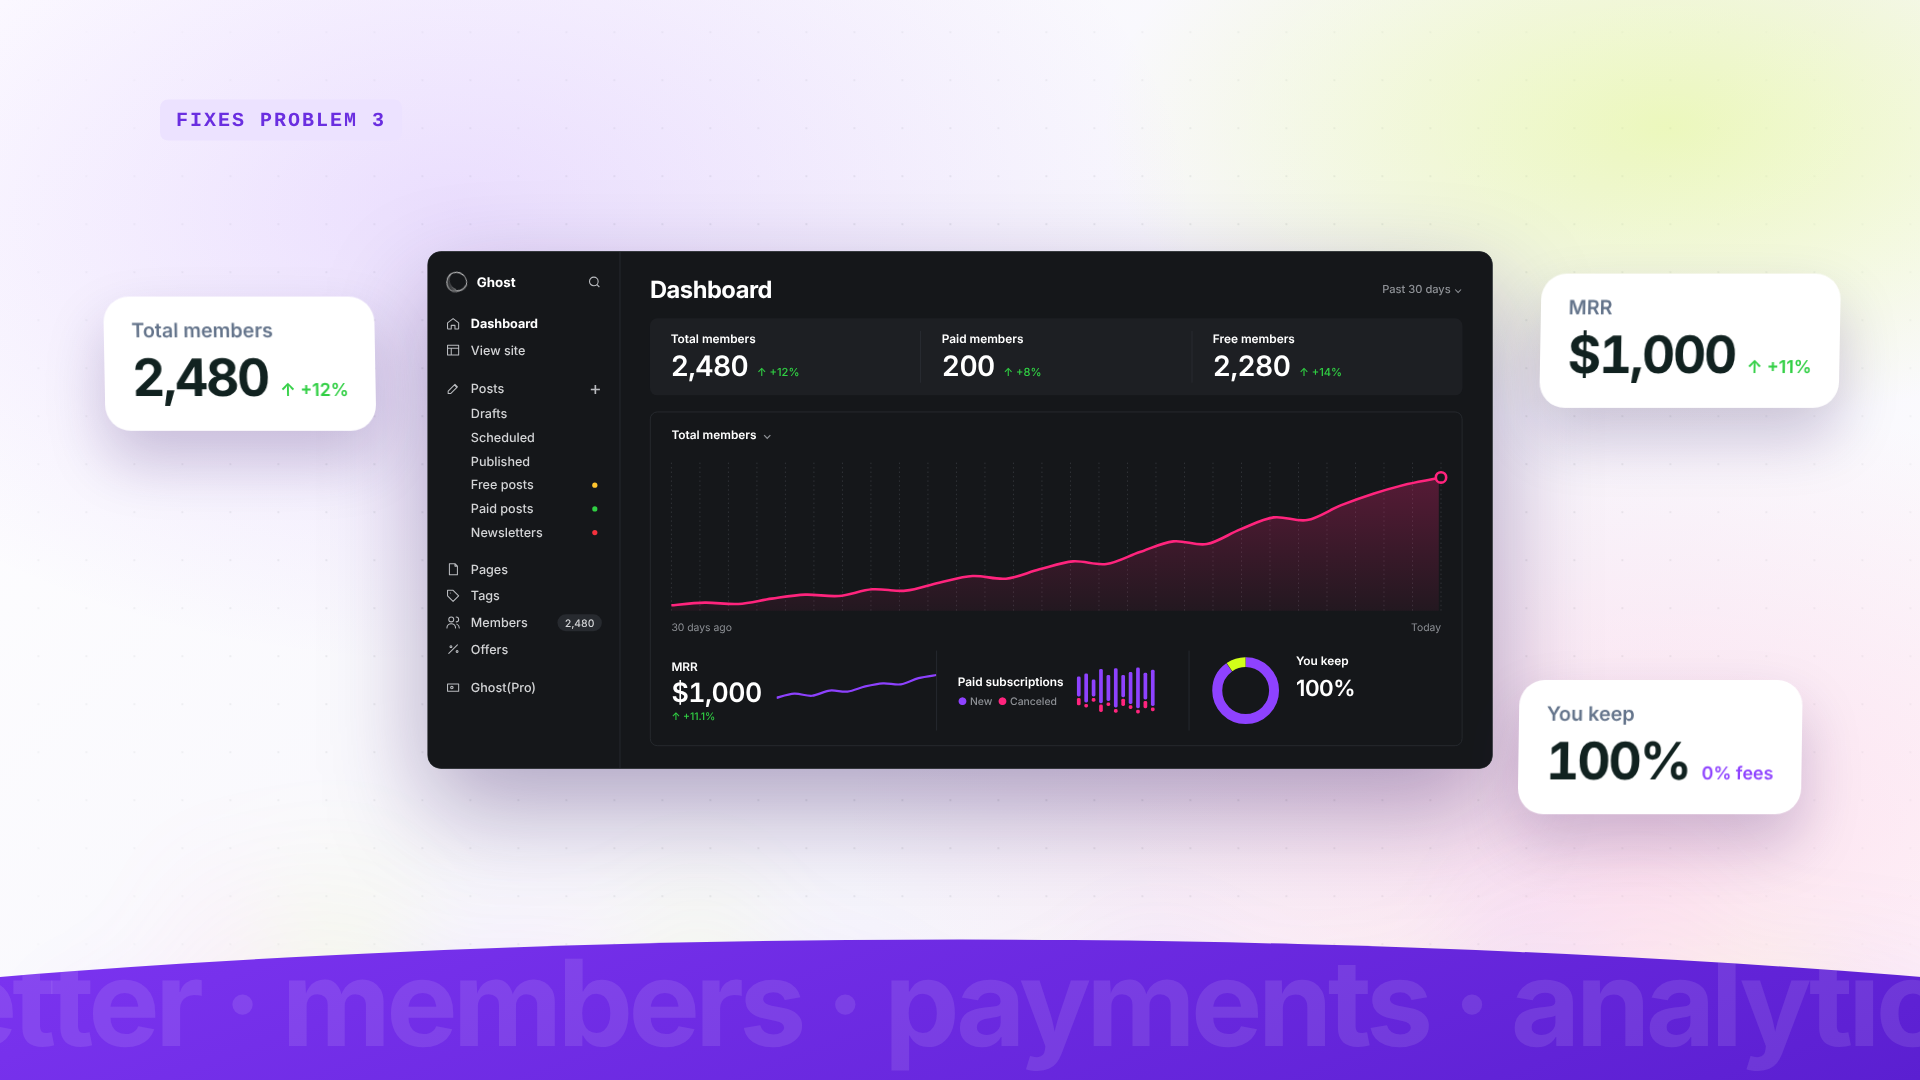 FIXES PROBLEM 3
Total members
2,480 ↑ +12%
Ghost
Dashboard
View site
Posts +
Drafts
Scheduled
Published
Free posts
Paid posts
Newsletters
Pages
Tags
Members 2,480
Offers
Ghost(Pro)
Dashboard
Past 30 days
Total members
2,480 ↑ +12%
Paid members
200 ↑ +8%
Free members
2,280 ↑ +14%
Total members
30 days ago
Today
MRR
$1,000
↑ +11.1%
Paid subscriptions
New Canceled
You keep
100%
MRR
$1,000 ↑ +11%
You keep
100% 0% fees
etter · members · payments · analytic